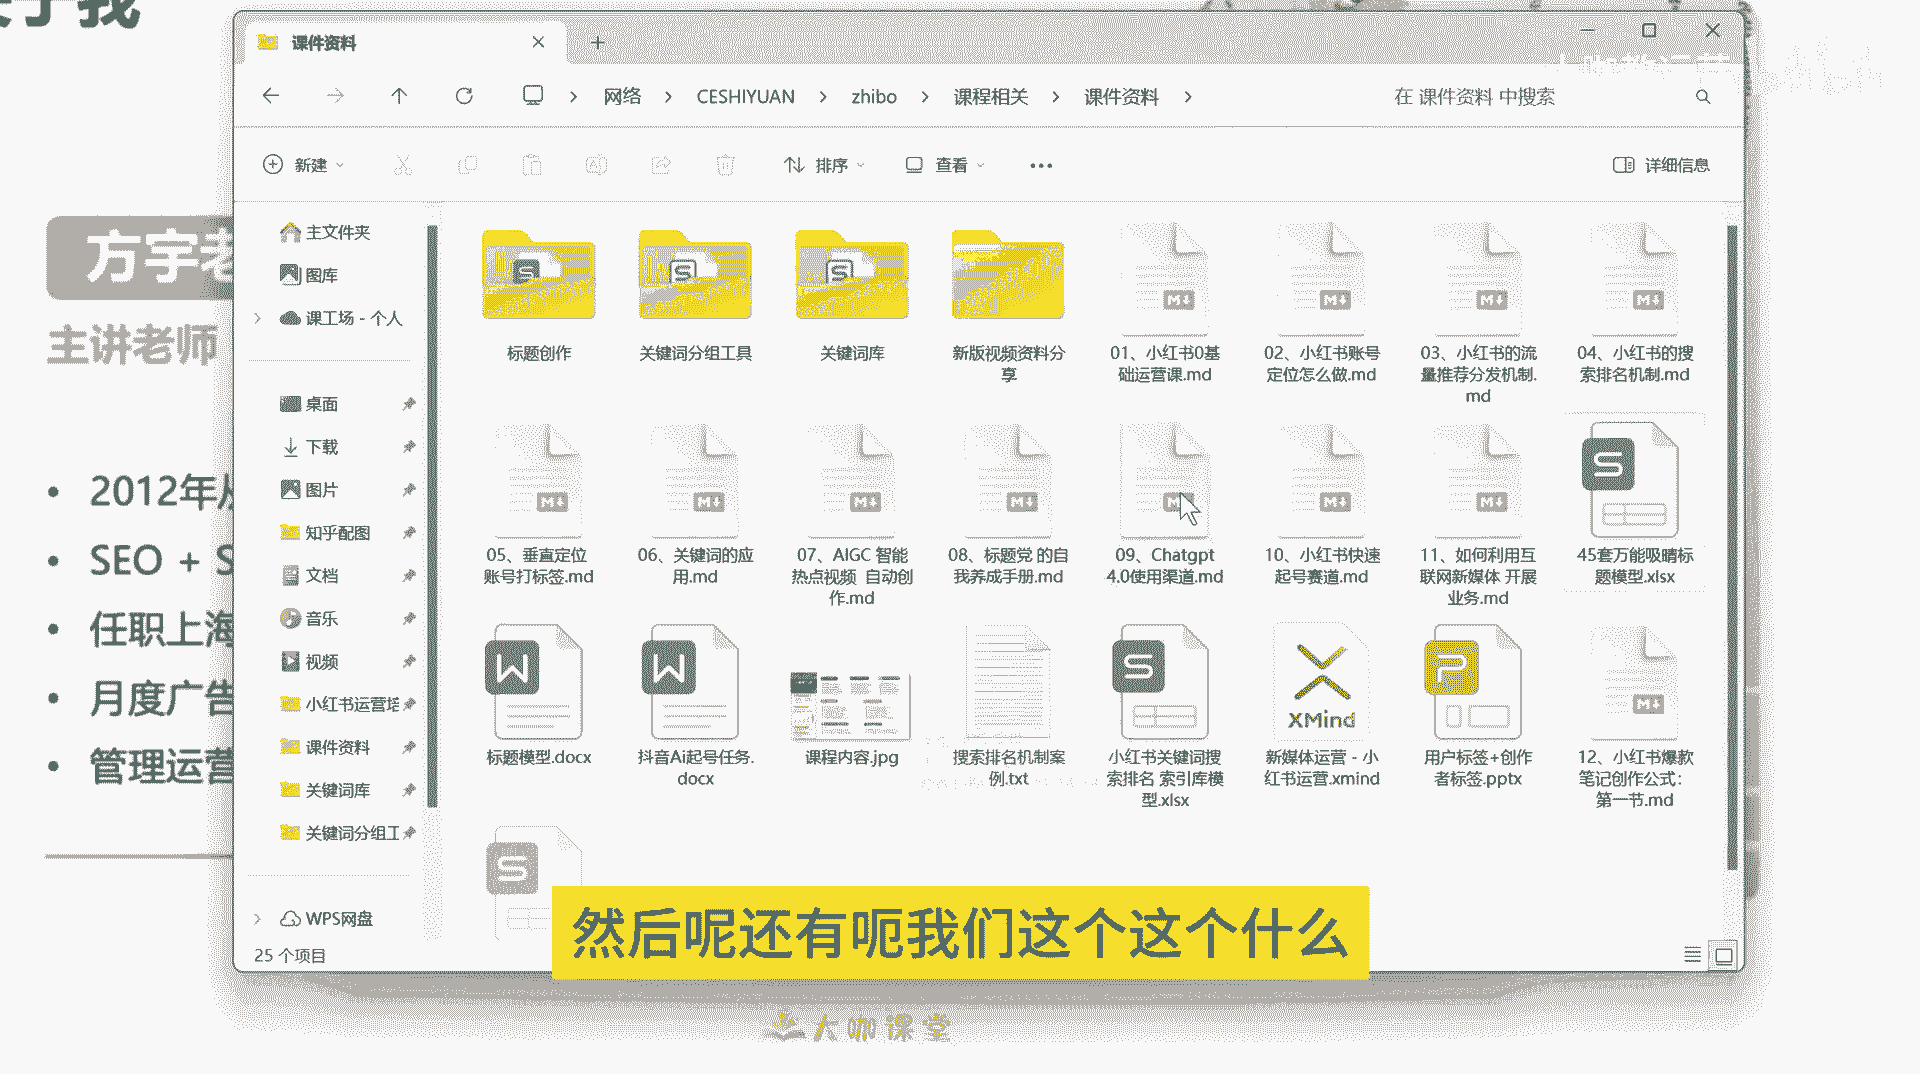 课件资料
网络 CESHIYUAN zhibo 课程相关 课件资料
在 课件资料 中搜索
新建
排序
查看
详细信息
方宇老
主讲老师
2012年从
SEO + S
任职上海
月度广告
管理运营
主文件夹
图库
课工场 - 个人
桌面
下载
图片
知乎配图
文档
音乐
视频
小红书运营培
课件资料
关键词库
关键词分组工
WPS网盘
25 个项目
标题创作
关键词分组工具
关键词库
新版视频资料分
享
01、小红书0基
础运营课.md
02、小红书账号
定位怎么做.md
03、小红书的流
量推荐分发机制.
md
04、小红书的搜
索排名机制.md
05、垂直定位
账号打标签.md
06、关键词的应
用.md
07、AIGC 智能
热点视频 自动创
作.md
08、标题党 的自
我养成手册.md
09、Chatgpt
4.0使用渠道.md
10、小红书快速
起号赛道.md
11、如何利用互
联网新媒体 开展
业务.md
45套万能吸睛标
题模型.xlsx
标题模型.docx
抖音Ai起号任务.
docx
课程内容.jpg
搜索排名机制案
例.txt
小红书关键词搜
索排名 索引库模
型.xlsx
XMind
新媒体运营 - 小
红书运营.xmind
用户标签+创作
者标签.pptx
12、小红书爆款
笔记创作公式：
第一节.md
然后呢还有呃我们这个这个什么
大咖课堂